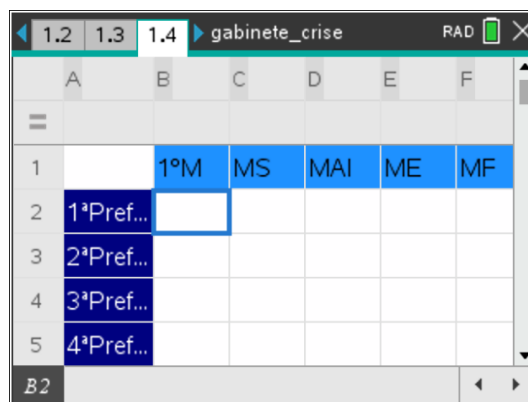 1.2 1.3 1.4 gabinete_crise RAD
A B C D E F
=
1 1ºM MS MAI ME MF
2 1ªPref...
3 2ªPref...
4 3ªPref...
5 4ªPref...
B2